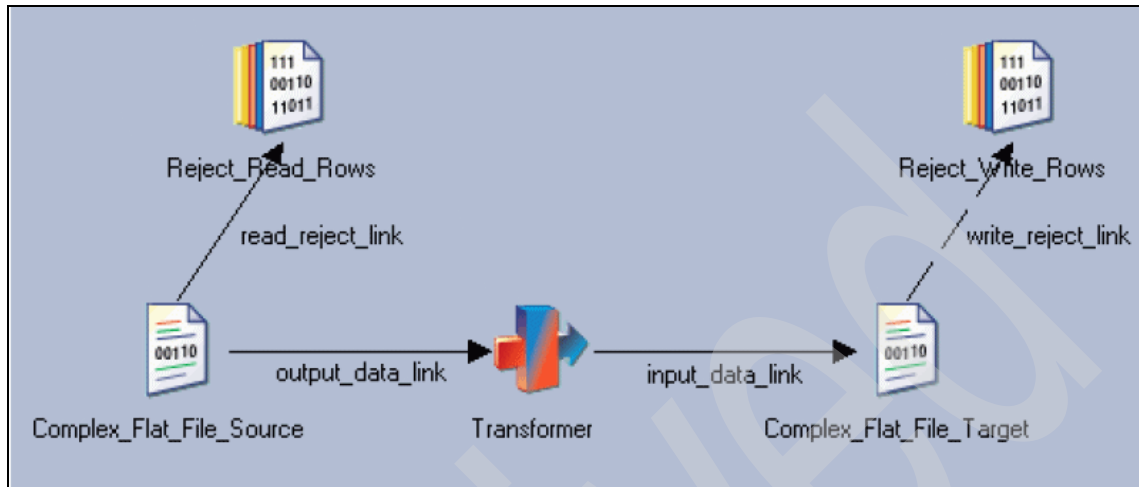 111
00110
11011
Reject_Read_Rows
111
00110
11011
Reject_Write_Rows
read_reject_link
write_reject_link
00110
output_data_link
input_data_link
00110
Complex_Flat_File_Source
Transformer
Complex_Flat_File_Target